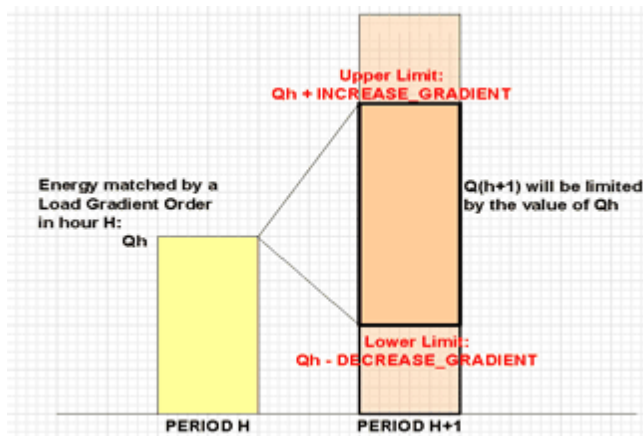 Upper Limit:
Qh + INCREASE_GRADIENT
Energy matched by a
Load Gradient Order
in hour H:
Qh
Q(h+1) will be limited
by the value of Qh
Lower Limit:
Qh - DECREASE_GRADIENT
PERIOD H
PERIOD H+1